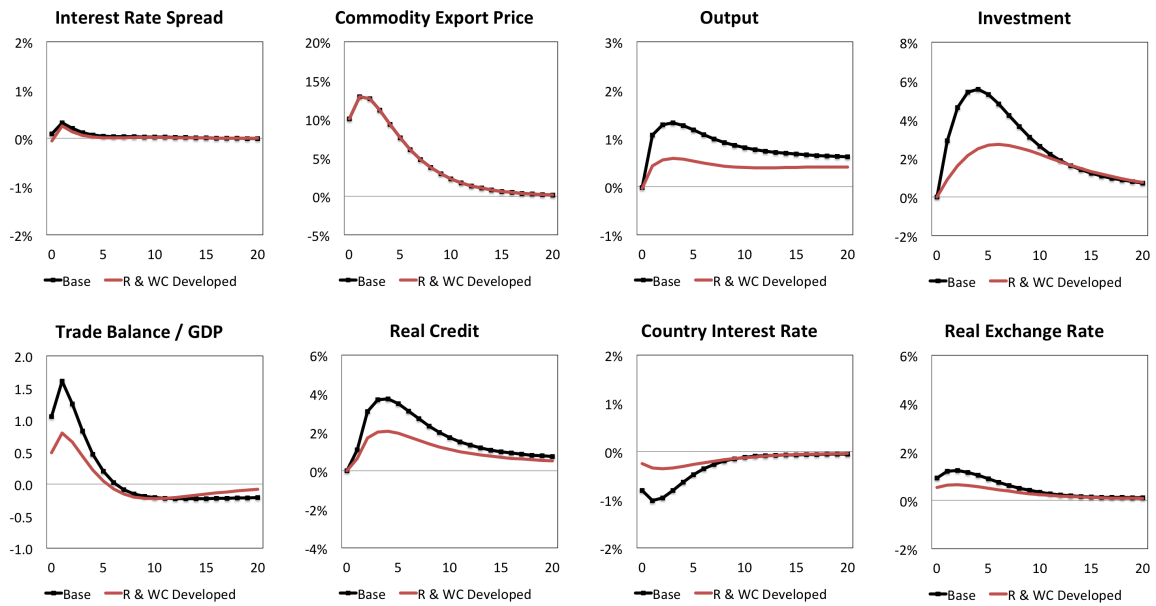 Interest Rate Spread
2%
1%
0%
-1%
-2%
0 5 10 15 20
Base R & WC Developed
Commodity Export Price
20%
15%
10%
5%
0%
-5%
0 5 10 15 20
Base R & WC Developed
Output
3%
2%
1%
0%
-1%
0 5 10 15 20
Base R & WC Developed
Investment
8%
6%
4%
2%
0%
-2%
0 5 10 15 20
Base R & WC Developed
Trade Balance / GDP
2.0
1.5
1.0
0.5
0.0
-0.5
-1.0
0 5 10 15 20
Base R & WC Developed
Real Credit
6%
4%
2%
0%
-2%
-4%
0 5 10 15 20
Base R & WC Developed
Country Interest Rate
2%
1%
0%
-1%
-2%
0 5 10 15 20
Base R & WC Developed
Real Exchange Rate
6%
4%
2%
0%
-2%
0 5 10 15 20
Base R & WC Developed